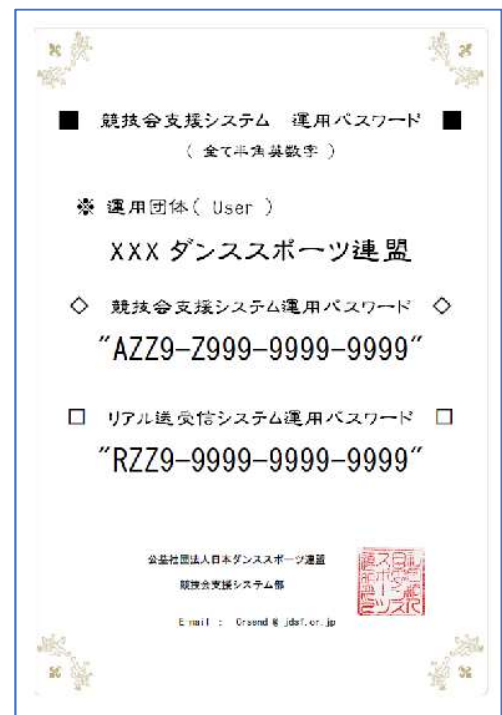 ■ 競技会支援システム 運用パスワード ■
( 全て半角英数字 )
※ 運用団体( User )
XXX ダンススポーツ連盟
◇ 競技会支援システム運用パスワード ◇
"AZZ9-Z999-9999-9999"
□ リアル送受信システム運用パスワード □
"RZZ9-9999-9999-9999"
公益社団法人日本ダンススポーツ連盟
競技会支援システム部
E-mail : @ jdsf.or.jp